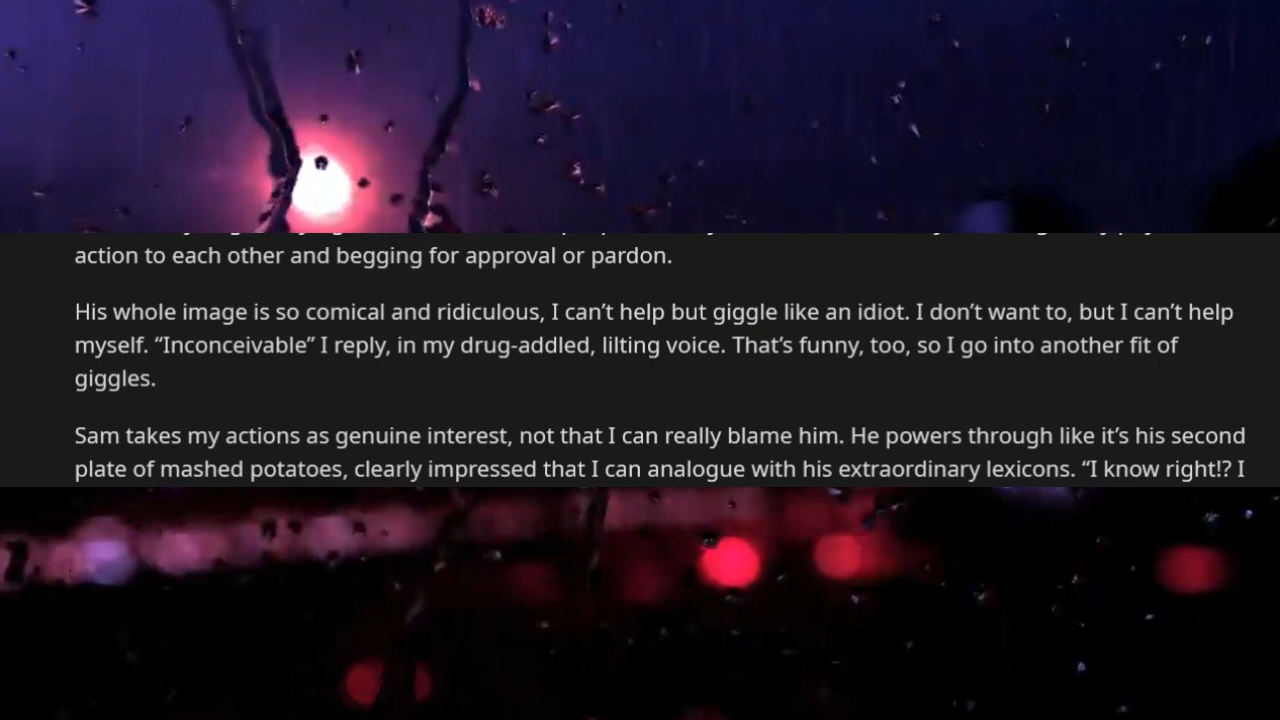 action to each other and begging for approval or pardon.
His whole image is so comical and ridiculous, I can’t help but giggle like an idiot. I don’t want to, but I can’t help
myself. “Inconceivable” I reply, in my drug-addled, lilting voice. That’s funny, too, so I go into another fit of
giggles.
Sam takes my actions as genuine interest, not that I can really blame him. He powers through like it’s his second
plate of mashed potatoes, clearly impressed that I can analogue with his extraordinary lexicons. “I know right!? I